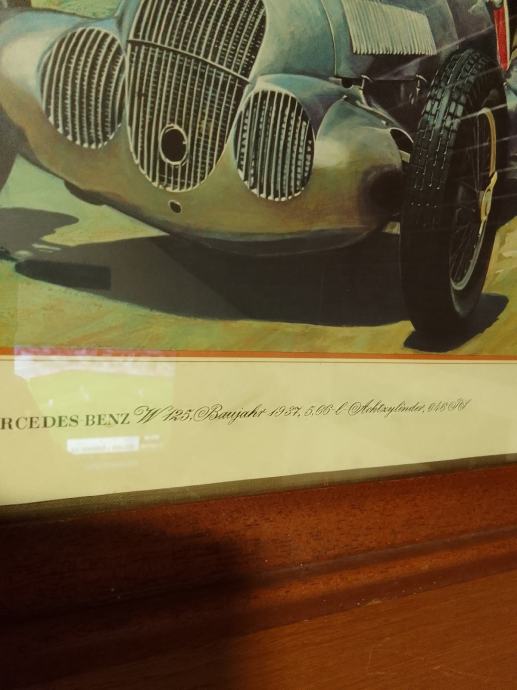 RCEDES-BENZ W 125, Baujahr 1937, 5,66-l-Achtzylinder, 646 PS